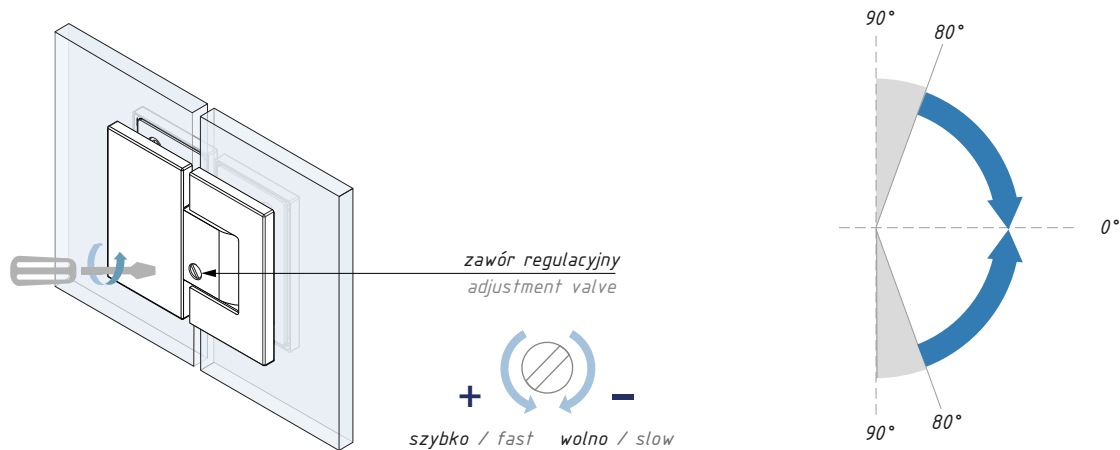 zawór regulacyjny
adjustment valve
+ −
szybko / fast wolno / slow
90°
80°
0°
80°
90°